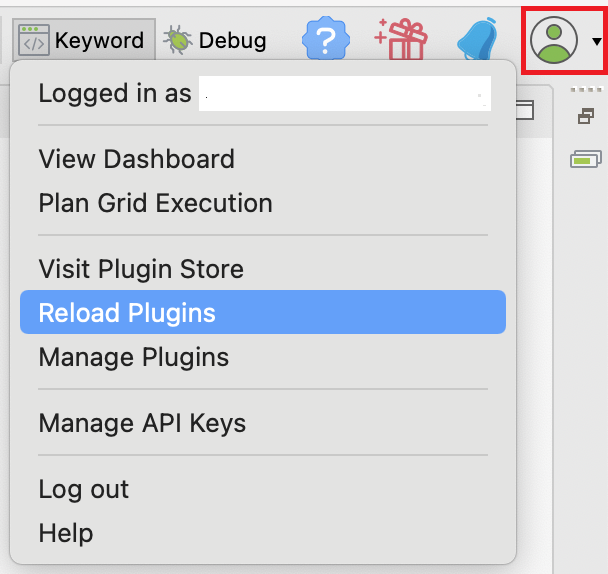 Keyword Debug ?
Logged in as
View Dashboard
Plan Grid Execution
Visit Plugin Store
Reload Plugins
Manage Plugins
Manage API Keys
Log out
Help